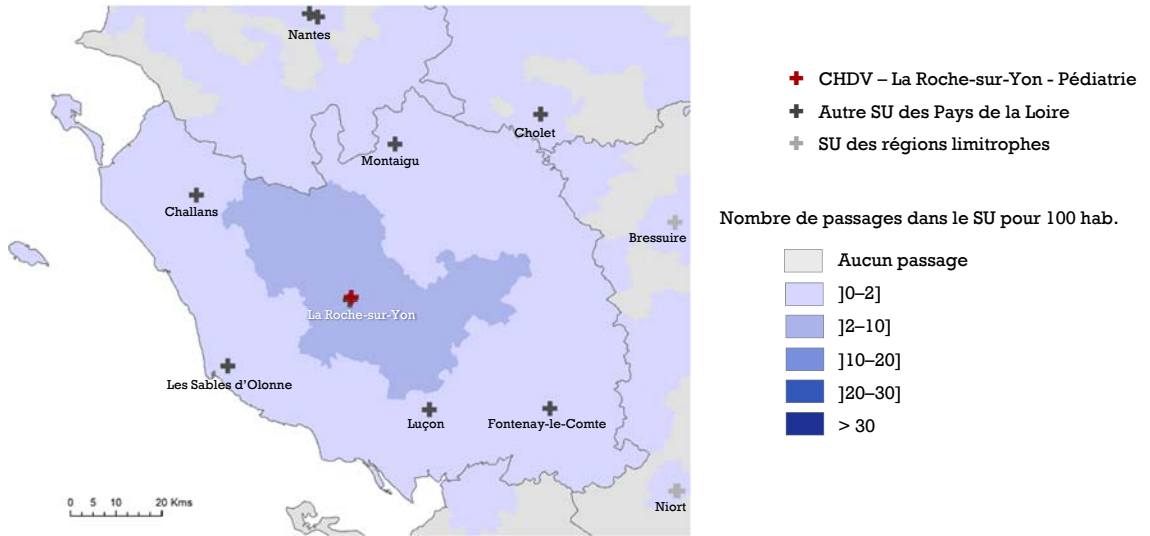 Nantes
CHDV – La Roche-sur-Yon - Pédiatrie
Autre SU des Pays de la Loire
Cholet
SU des régions limitrophes
Montaigu
Challans
Nombre de passages dans le SU pour 100 hab.
Bressuire
Aucun passage
]0–2]
La Roche-sur-Yon
]2–10]
]10–20]
Les Sables d'Olonne
]20–30]
Luçon
Fontenay-le-Comte
> 30
0 5 10 20 Kms
Niort